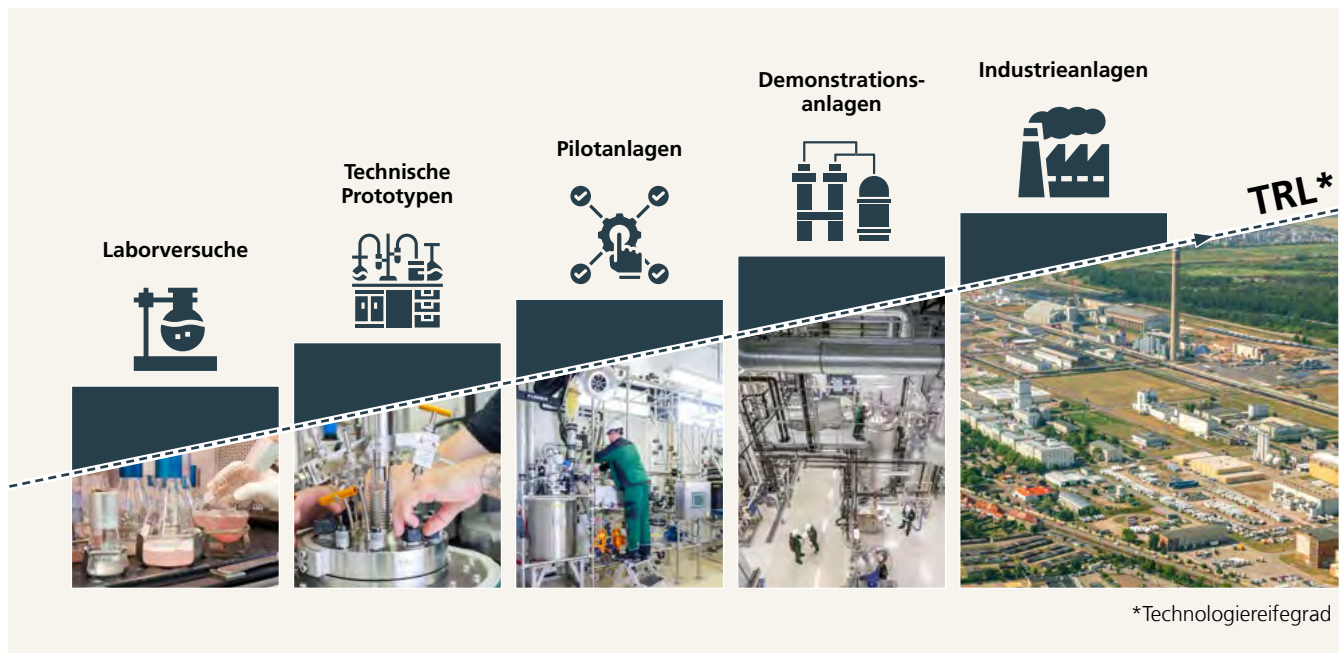 Laborversuche
Technische
Prototypen
Pilotanlagen
Demonstrations-
anlagen
Industrieanlagen
TRL*
*Technologiereifegrad